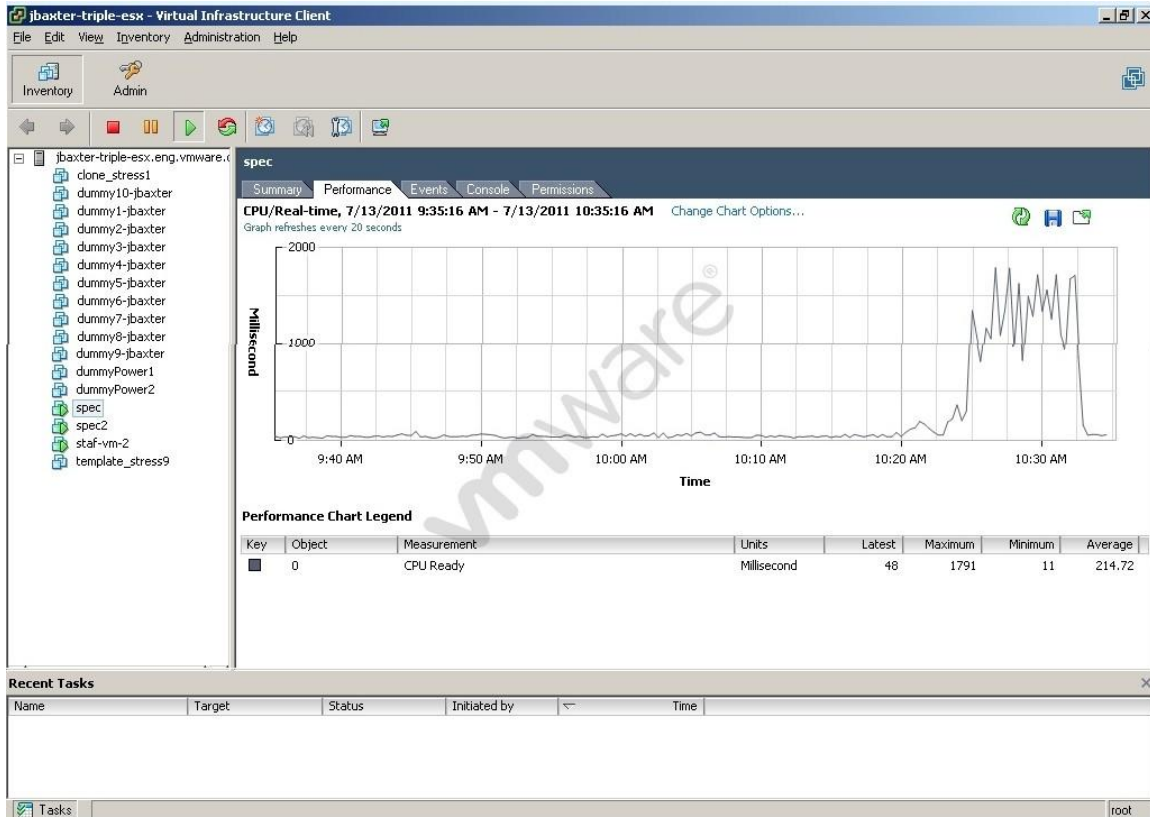 jbaxter-triple-esx - Virtual Infrastructure Client
File Edit View Inventory Administration Help
Inventory Admin
jbaxter-triple-esx.eng.vmware.c
clone_stress1
dummy10-jbaxter
dummy1-jbaxter
dummy2-jbaxter
dummy3-jbaxter
dummy4-jbaxter
dummy5-jbaxter
dummy6-jbaxter
dummy7-jbaxter
dummy8-jbaxter
dummy9-jbaxter
dummyPower1
dummyPower2
spec
spec2
staf-vm-2
template_stress9
spec
Summary Performance Events Console Permissions
CPU/Real-time, 7/13/2011 9:35:16 AM - 7/13/2011 10:35:16 AM Change Chart Options...
Graph refreshes every 20 seconds
2000
Millisecond
1000
0
9:40 AM 9:50 AM 10:00 AM 10:10 AM 10:20 AM 10:30 AM
Time
vmware®
Performance Chart Legend
Key Object Measurement Units Latest Maximum Minimum Average
0 CPU Ready Millisecond 48 1791 11 214.72
Recent Tasks
Name Target Status Initiated by Time
Tasks root